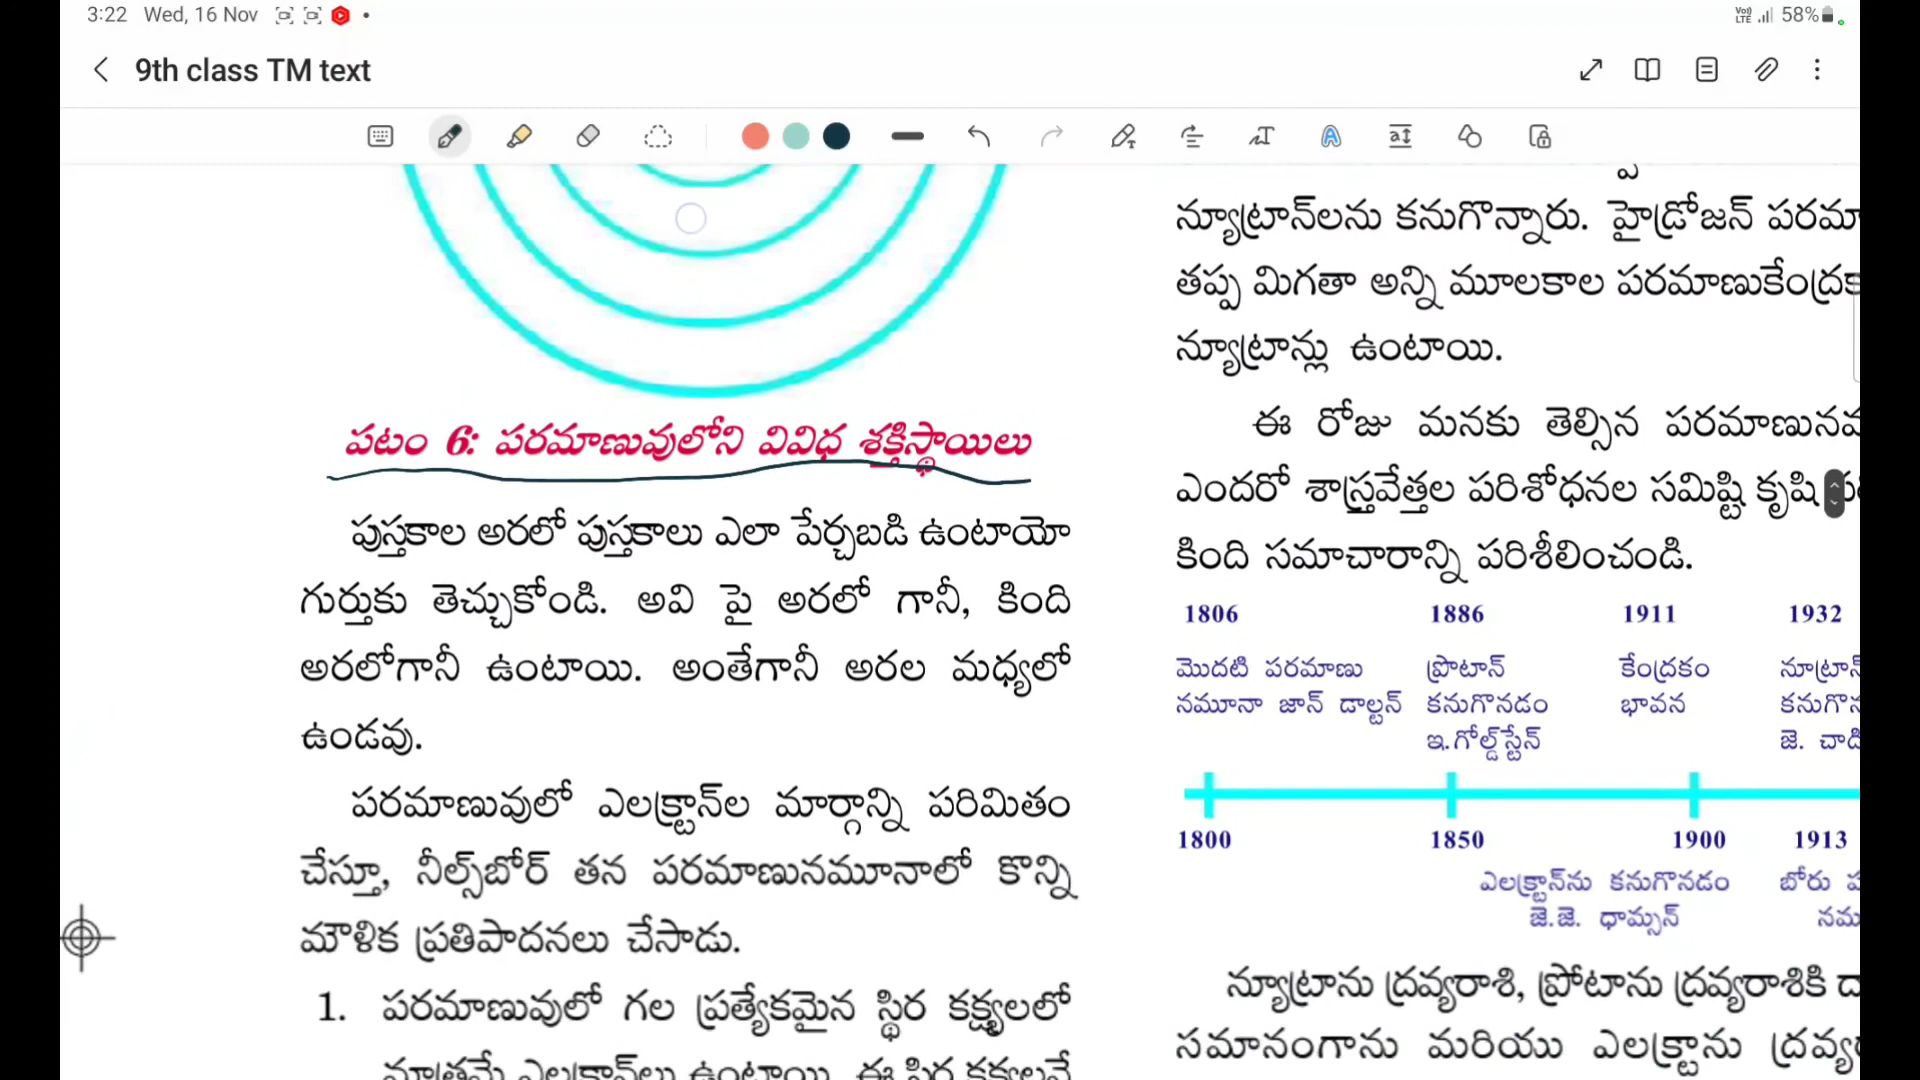 3:22 Wed, 16 Nov
58%
9th class TM text
పటం 6: పరమాణువులోని వివిధ శక్తిస్థాయిలు
పుస్తకాల అరలో పుస్తకాలు ఎలా పేర్చబడి ఉంటాయో
గుర్తుకు తెచ్చుకోండి. అవి పై అరలో గానీ, కింది
అరలోగానీ ఉంటాయి. అంతేగానీ అరల మధ్యలో
ఉండవు.
పరమాణువులో ఎలక్ట్రాన్‌ల మార్గాన్ని పరిమితం
చేస్తూ, నీల్స్‌బోర్ తన పరమాణునమూనాలో కొన్ని
మౌళిక ప్రతిపాదనలు చేసాడు.
1. పరమాణువులో గల ప్రత్యేకమైన స్థిర కక్ష్యలలో
న్యూట్రాన్‌లను కనుగొన్నారు. హైడ్రోజన్
తప్ప మిగతా అన్ని మూలకాల
న్యూట్రాన్లు ఉంటాయి.
ఈ రోజు మనకు తెల్సిన
ఎందరో శాస్త్రవేత్తల పరిశోధనల సమిష్టి కృషి
కింది సమాచారాన్ని పరిశీలించండి.
1806 1886 1911 1932
మొదటి పరమాణు ప్రొటాన్ కేంద్రకం
నమూనా జాన్ డాల్టన్ కనుగొనడం భావన
ఇ.గోల్డ్‌స్టేన్ జె.
1800 1850 1900 1913
ఎలక్ట్రాన్‌ను కనుగొనడం బోరు
జె.జె. థామ్సన్
న్యూట్రాను ద్రవ్యరాశి, ప్రోటాను ద్రవ్యరాశికి
సమానంగాను మరియు ఎలక్ట్రాను